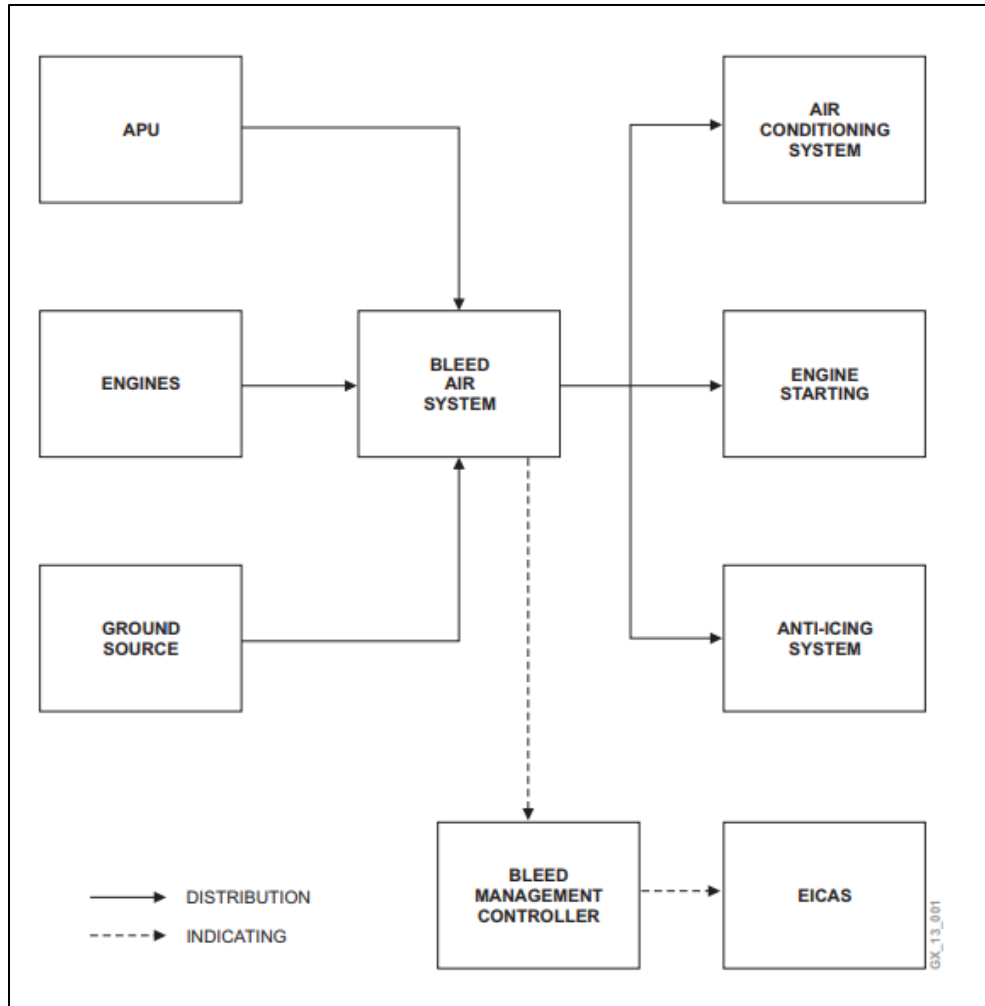 APU
AIR
CONDITIONING
SYSTEM
ENGINES
BLEED
AIR
SYSTEM
ENGINE
STARTING
GROUND
SOURCE
ANTI-ICING
SYSTEM
BLEED
MANAGEMENT
CONTROLLER
EICAS
DISTRIBUTION
INDICATING
GX_13_001